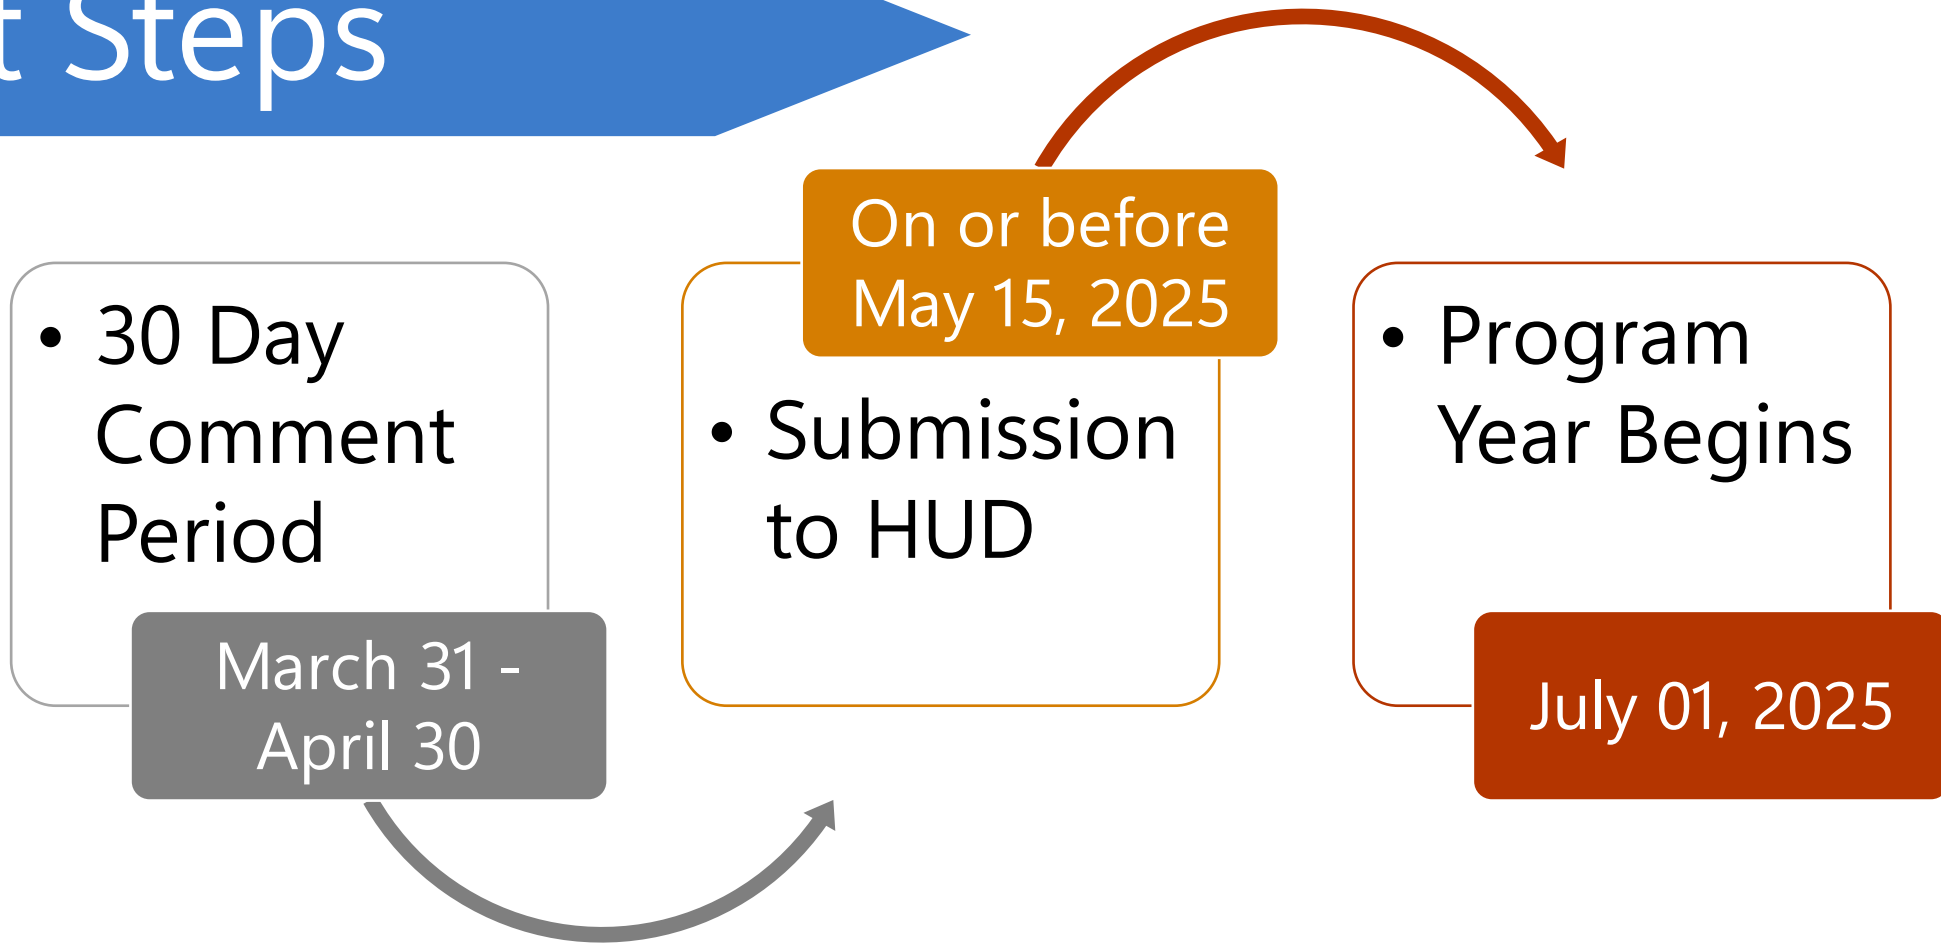 t Steps
• 30 Day
Comment
Period
March 31 -
April 30
On or before
May 15, 2025
• Submission
to HUD
• Program
Year Begins
July 01, 2025